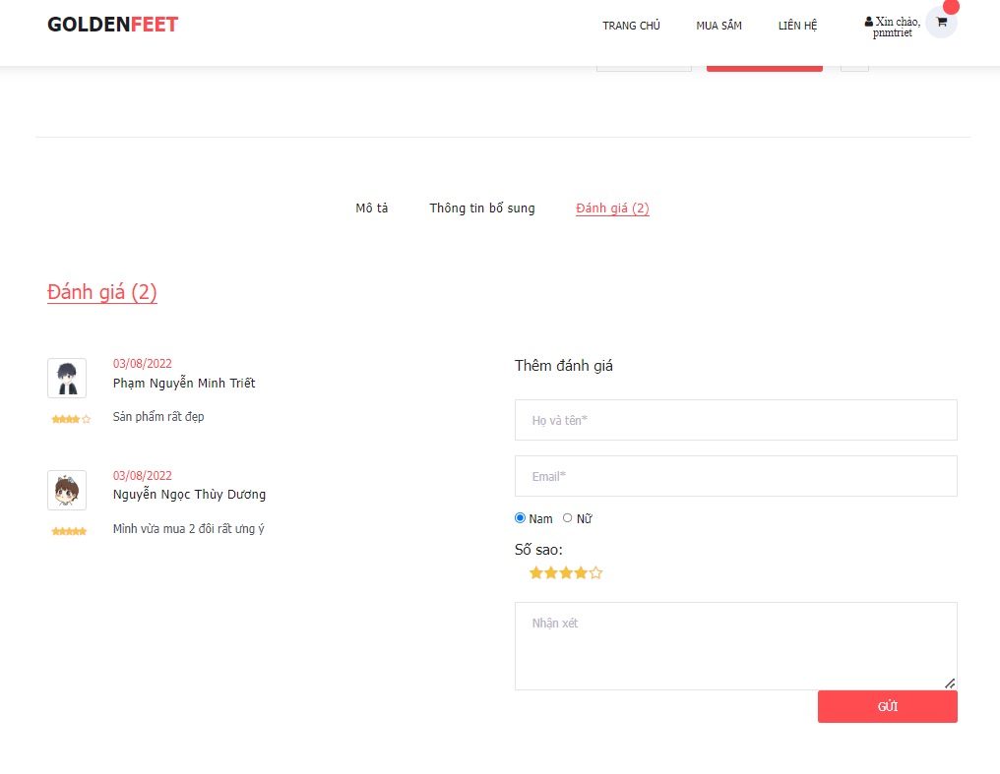 GOLDENFEET
TRANG CHỦ
MUA SẮM
LIÊN HỆ
Xin chào,
pnmtriet
Mô tả
Thông tin bổ sung
Đánh giá (2)
Đánh giá (2)
03/08/2022
Phạm Nguyễn Minh Triết
Sản phẩm rất đẹp
03/08/2022
Nguyễn Ngọc Thùy Dương
Mình vừa mua 2 đôi rất ưng ý
Thêm đánh giá
Họ và tên*
Email*
Nam
Nữ
Số sao:
Nhận xét
GỬI